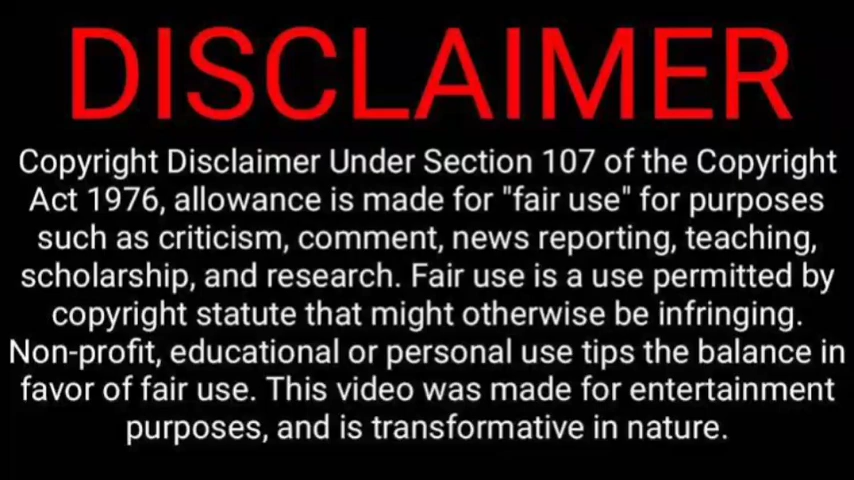 DISCLAIMER
Copyright Disclaimer Under Section 107 of the Copyright
Act 1976, allowance is made for "fair use" for purposes
such as criticism, comment, news reporting, teaching,
scholarship, and research. Fair use is a use permitted by
copyright statute that might otherwise be infringing.
Non-profit, educational or personal use tips the balance in
favor of fair use. This video was made for entertainment
purposes, and is transformative in nature.